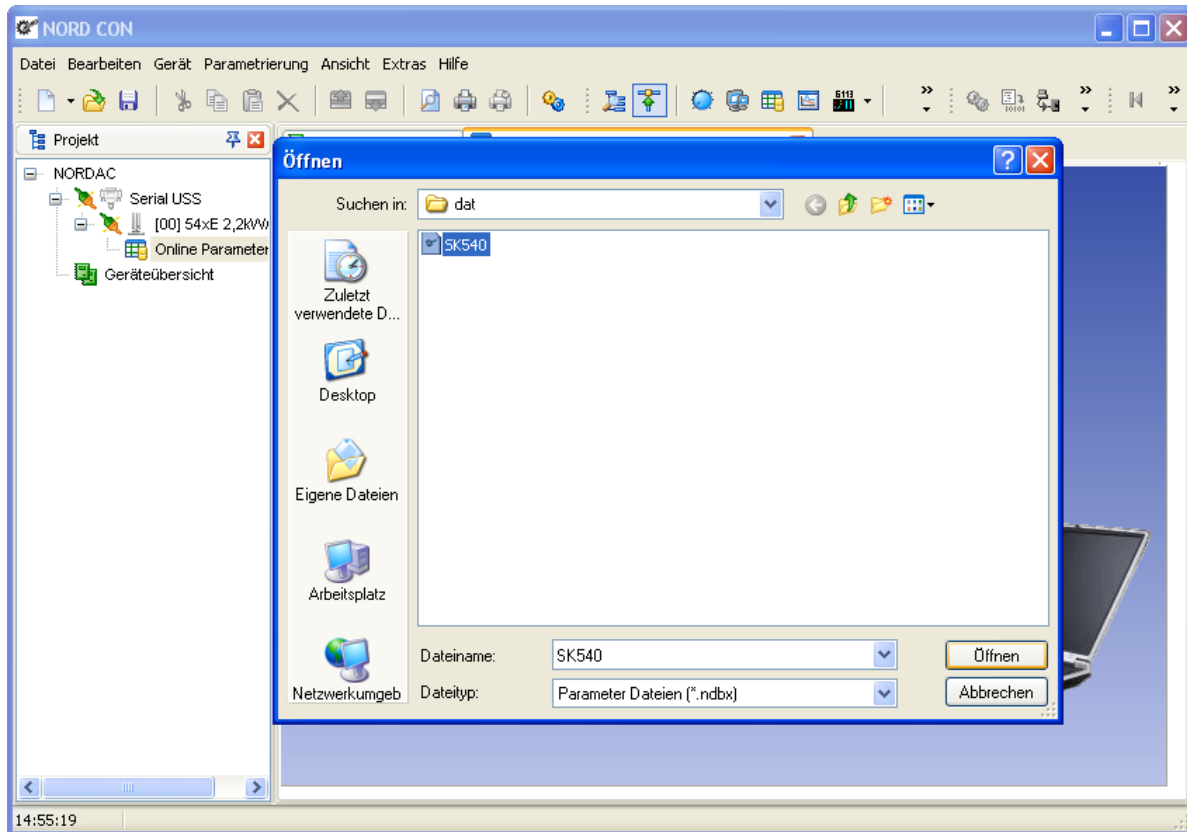 NORD CON
Datei Bearbeiten Gerät Parametrierung Ansicht Extras Hilfe
Projekt
NORDAC
Serial USS
[00] 54xE 2,2kW/
Online Parameter
Geräteübersicht
Öffnen
Suchen in: dat
SK540
Zuletzt
verwendete D...
Desktop
Eigene Dateien
Arbeitsplatz
Netzwerkumgeb
Dateiname: SK540 Öffnen
Dateityp: Parameter Dateien (*.ndbx) Abbrechen
14:55:19